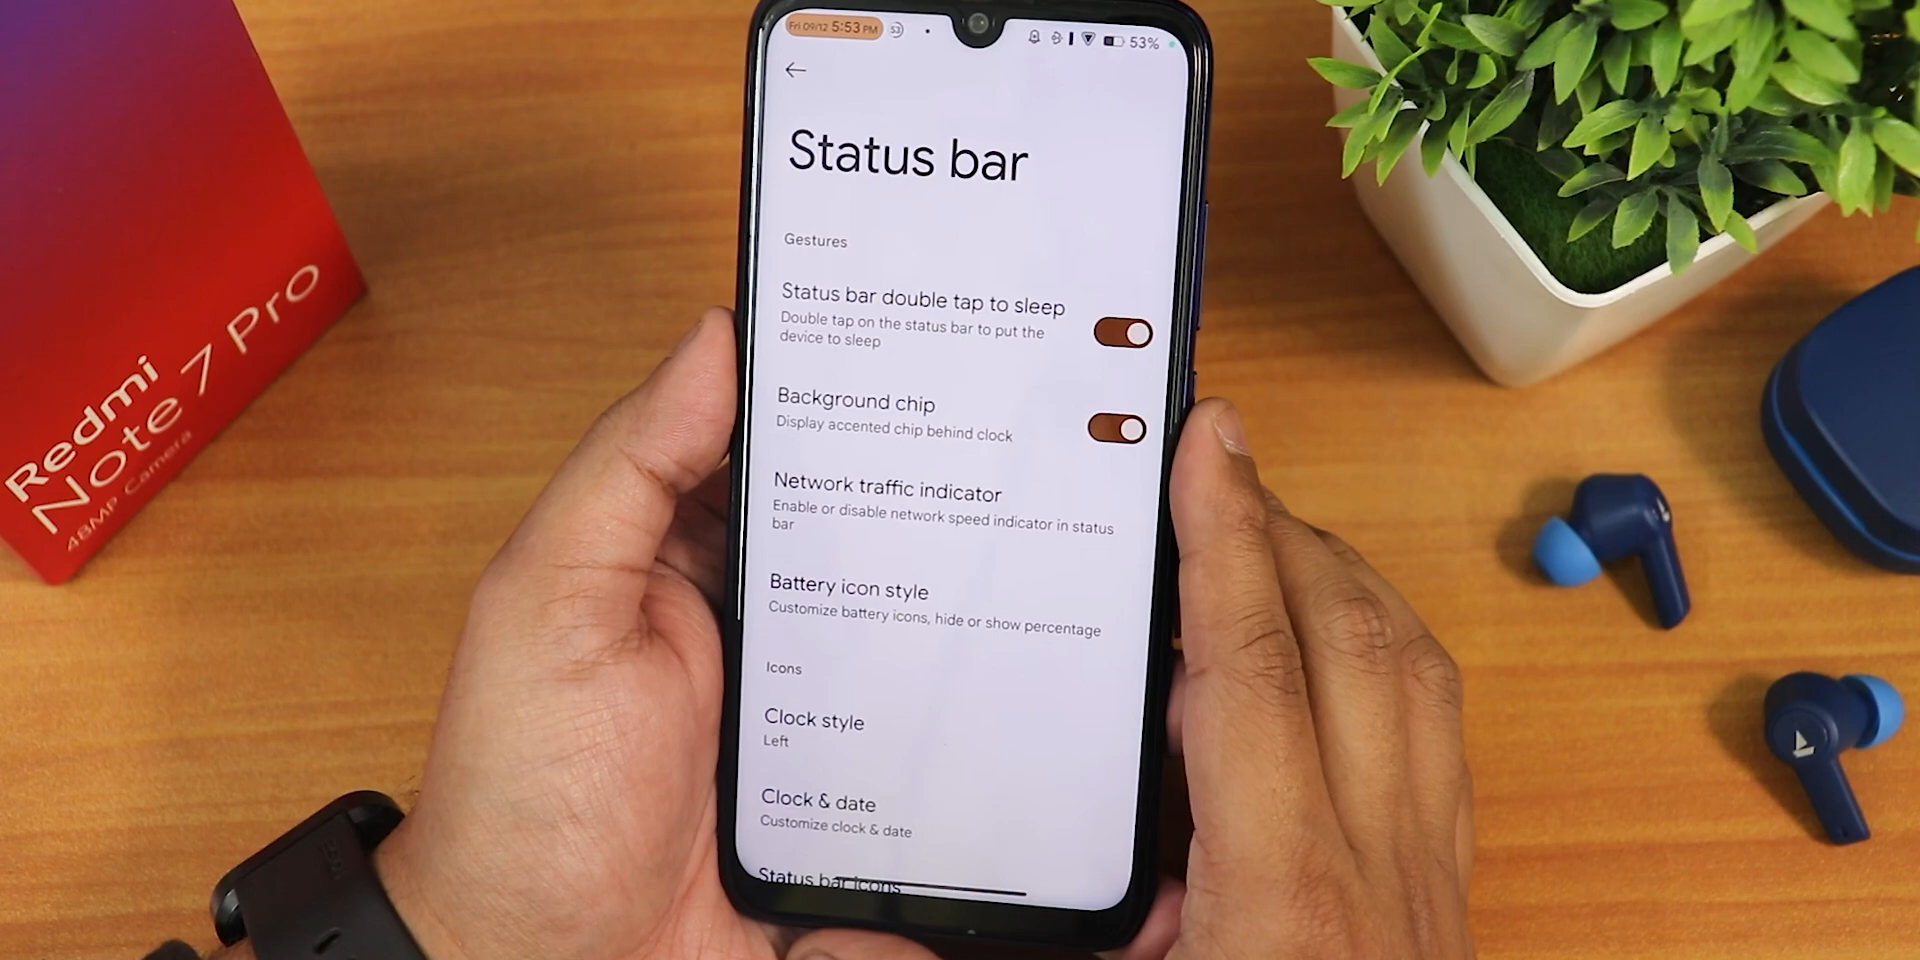 Redmi
Note 7 Pro
48MP Camera
Fri 09/12 5:53 PM
53
53%
Status bar
Gestures
Status bar double tap to sleep
Double tap on the status bar to put the
device to sleep
Background chip
Display accented chip behind clock
Network traffic indicator
Enable or disable network speed indicator in status
bar
Battery icon style
Customize battery icons, hide or show percentage
Icons
Clock style
Left
Clock & date
Customize clock & date
Status bar icons